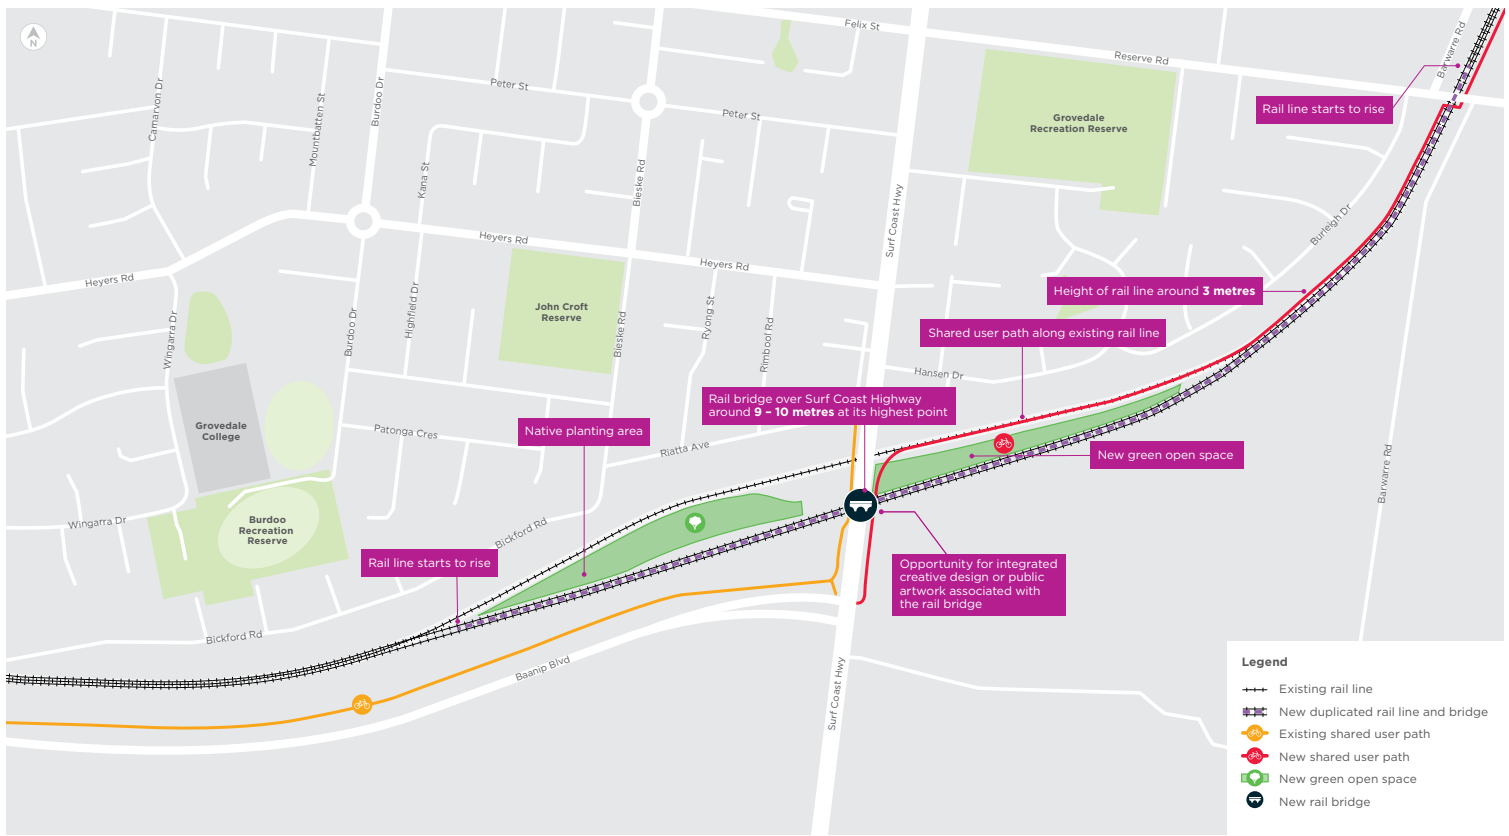 N
Felix St
Barwarre Rd
Reserve Rd
Camarvon Dr
Mountbatten St
Burdoo Dr
Peter St
Peter St
Rail line starts to rise
Grovedale
Recreation Reserve
Kana St
Bieske Rd
Surf Coast Hwy
Burleigh Dr
Heyers Rd
Heyers Rd
Heyers Rd
Height of rail line around 3 metres
John Croft
Reserve
Wingarra Dr
Burdoo Dr
Highfield Dr
Bieske Rd
Ryong St
Rimbool Rd
Shared user path along existing rail line
Hansen Dr
Rail bridge over Surf Coast Highway
around 9 – 10 metres at its highest point
Grovedale
College
Patonga Cres
Native planting area
Riatta Ave
New green open space
Barwarre Rd
Wingarra Dr
Burdoo
Recreation
Reserve
Bickford Rd
Rail line starts to rise
Opportunity for integrated
creative design or public
artwork associated with
the rail bridge
Bickford Rd
Baanip Blvd
Surf Coast Hwy
Legend
Existing rail line
New duplicated rail line and bridge
Existing shared user path
New shared user path
New green open space
New rail bridge